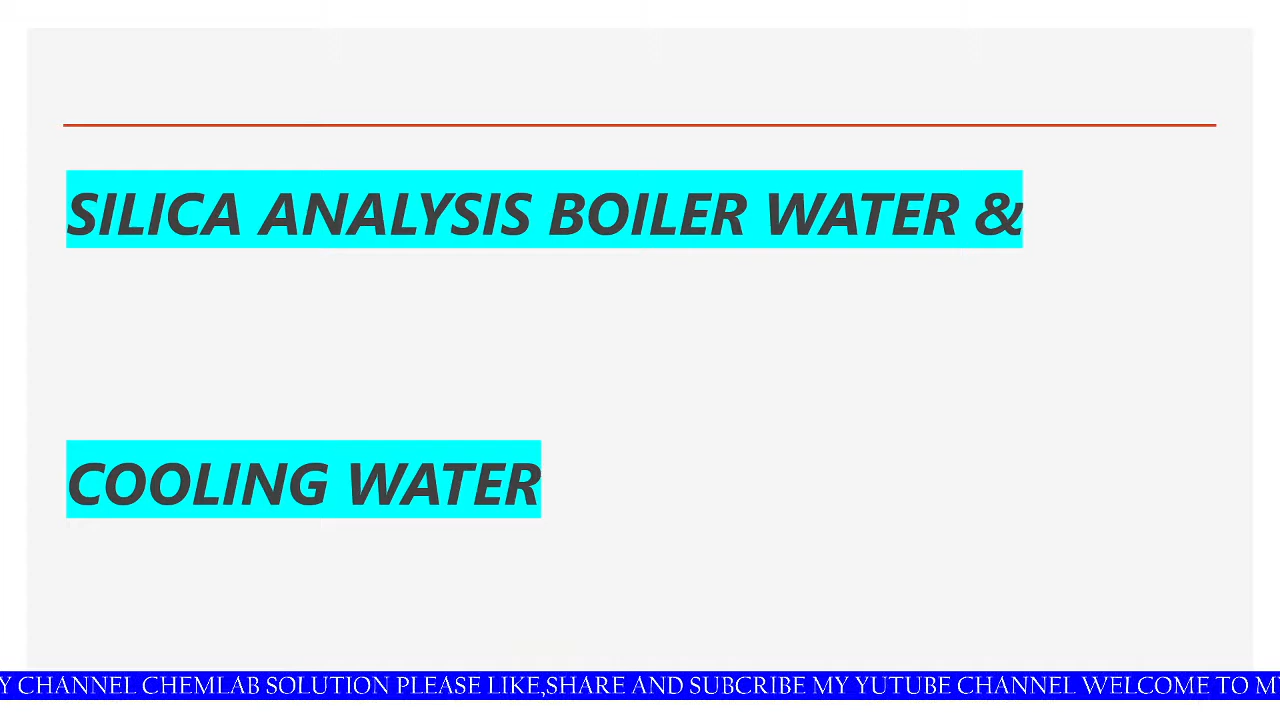 SILICA ANALYSIS BOILER WATER &
COOLING WATER
CHANNEL CHEMLAB SOLUTION PLEASE LIKE,SHARE AND SUBCRIBE MY YUTUBE CHANNEL WELCOME TO